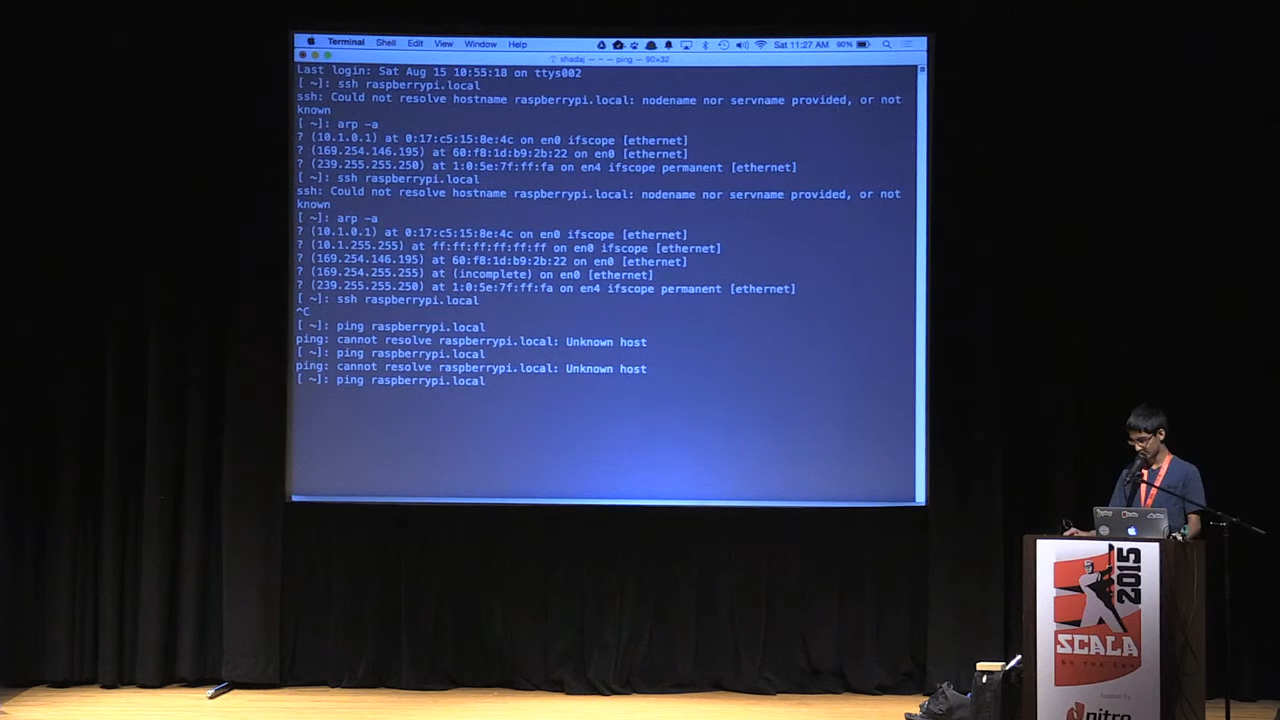 Terminal Shell Edit View Window Help Sat 11:27 AM 90%
shadaj — ping — 90×32
Last login: Sat Aug 15 10:55:18 on ttys002
[ ~]: ssh raspberrypi.local
ssh: Could not resolve hostname raspberrypi.local: nodename nor servname provided, or not
known
[ ~]: arp -a
? (10.1.0.1) at 0:17:c5:15:8e:4c on en0 ifscope [ethernet]
? (169.254.146.195) at 60:f8:1d:b9:2b:22 on en0 [ethernet]
? (239.255.255.250) at 1:0:5e:7f:ff:fa on en4 ifscope permanent [ethernet]
[ ~]: ssh raspberrypi.local
ssh: Could not resolve hostname raspberrypi.local: nodename nor servname provided, or not
known
[ ~]: arp -a
? (10.1.0.1) at 0:17:c5:15:8e:4c on en0 ifscope [ethernet]
? (10.1.255.255) at ff:ff:ff:ff:ff:ff on en0 ifscope [ethernet]
? (169.254.146.195) at 60:f8:1d:b9:2b:22 on en0 [ethernet]
? (169.254.255.255) at (incomplete) on en0 [ethernet]
? (239.255.255.250) at 1:0:5e:7f:ff:fa on en4 ifscope permanent [ethernet]
[ ~]: ssh raspberrypi.local
^C
[ ~]: ping raspberrypi.local
ping: cannot resolve raspberrypi.local: Unknown host
[ ~]: ping raspberrypi.local
ping: cannot resolve raspberrypi.local: Unknown host
[ ~]: ping raspberrypi.local
2015
SCALA
BY THE BAY
hosted by
nitro